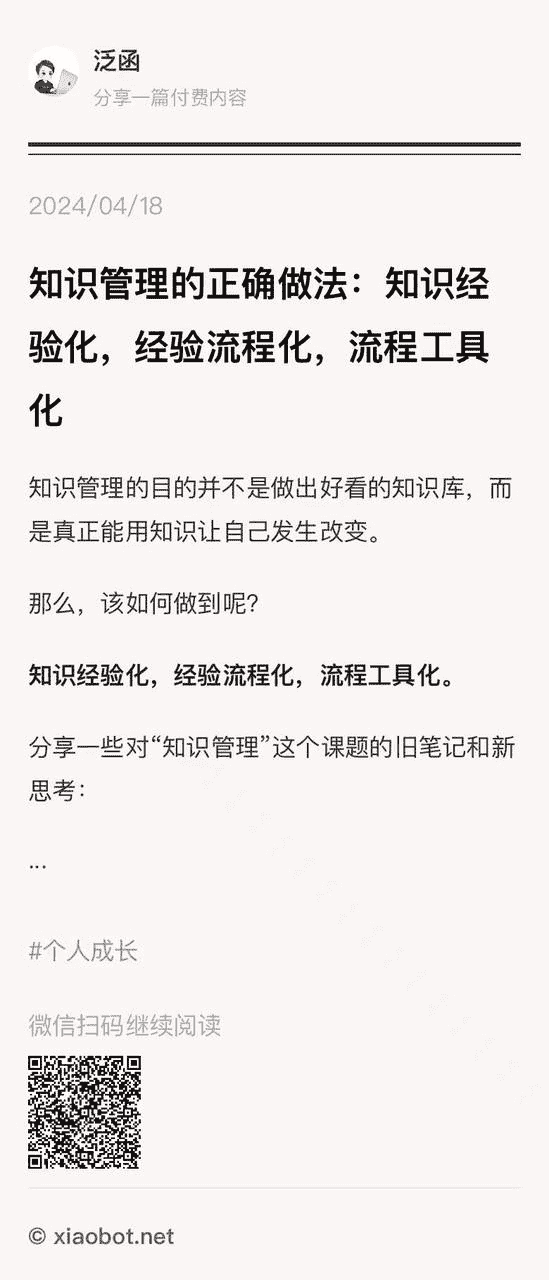 泛函
分享一篇付费内容
2024/04/18
知识管理的正确做法：知识经
验化，经验流程化，流程工具
化
知识管理的目的并不是做出好看的知识库，而
是真正能用知识让自己发生改变。
那么，该如何做到呢？
知识经验化，经验流程化，流程工具化。
分享一些对“知识管理”这个课题的旧笔记和新
思考：
...
#个人成长
微信扫码继续阅读
© xiaobot.net